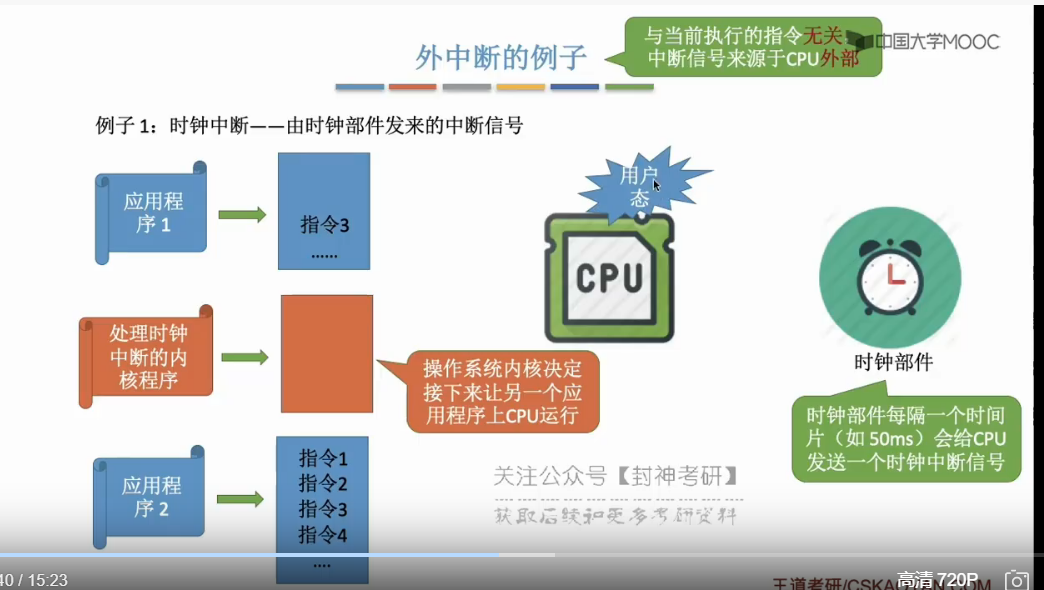 外中断的例子
与当前执行的指令无关,
中断信号来源于CPU外部
中国大学MOOC
例子 1：时钟中断——由时钟部件发来的中断信号
应用程
序 1
指令3
......
用户
态
CPU
时钟部件
处理时钟
中断的内
核程序
操作系统内核决定
接下来让另一个应
用程序上CPU运行
时钟部件每隔一个时间
片（如 50ms）会给CPU
发送一个时钟中断信号
应用程
序 2
指令1
指令2
指令3
指令4
....
关注公众号【封神考研】
获取后续和更多考研资料
40 / 15:23
高清 720P
王道考研/CSKAOYAN.COM